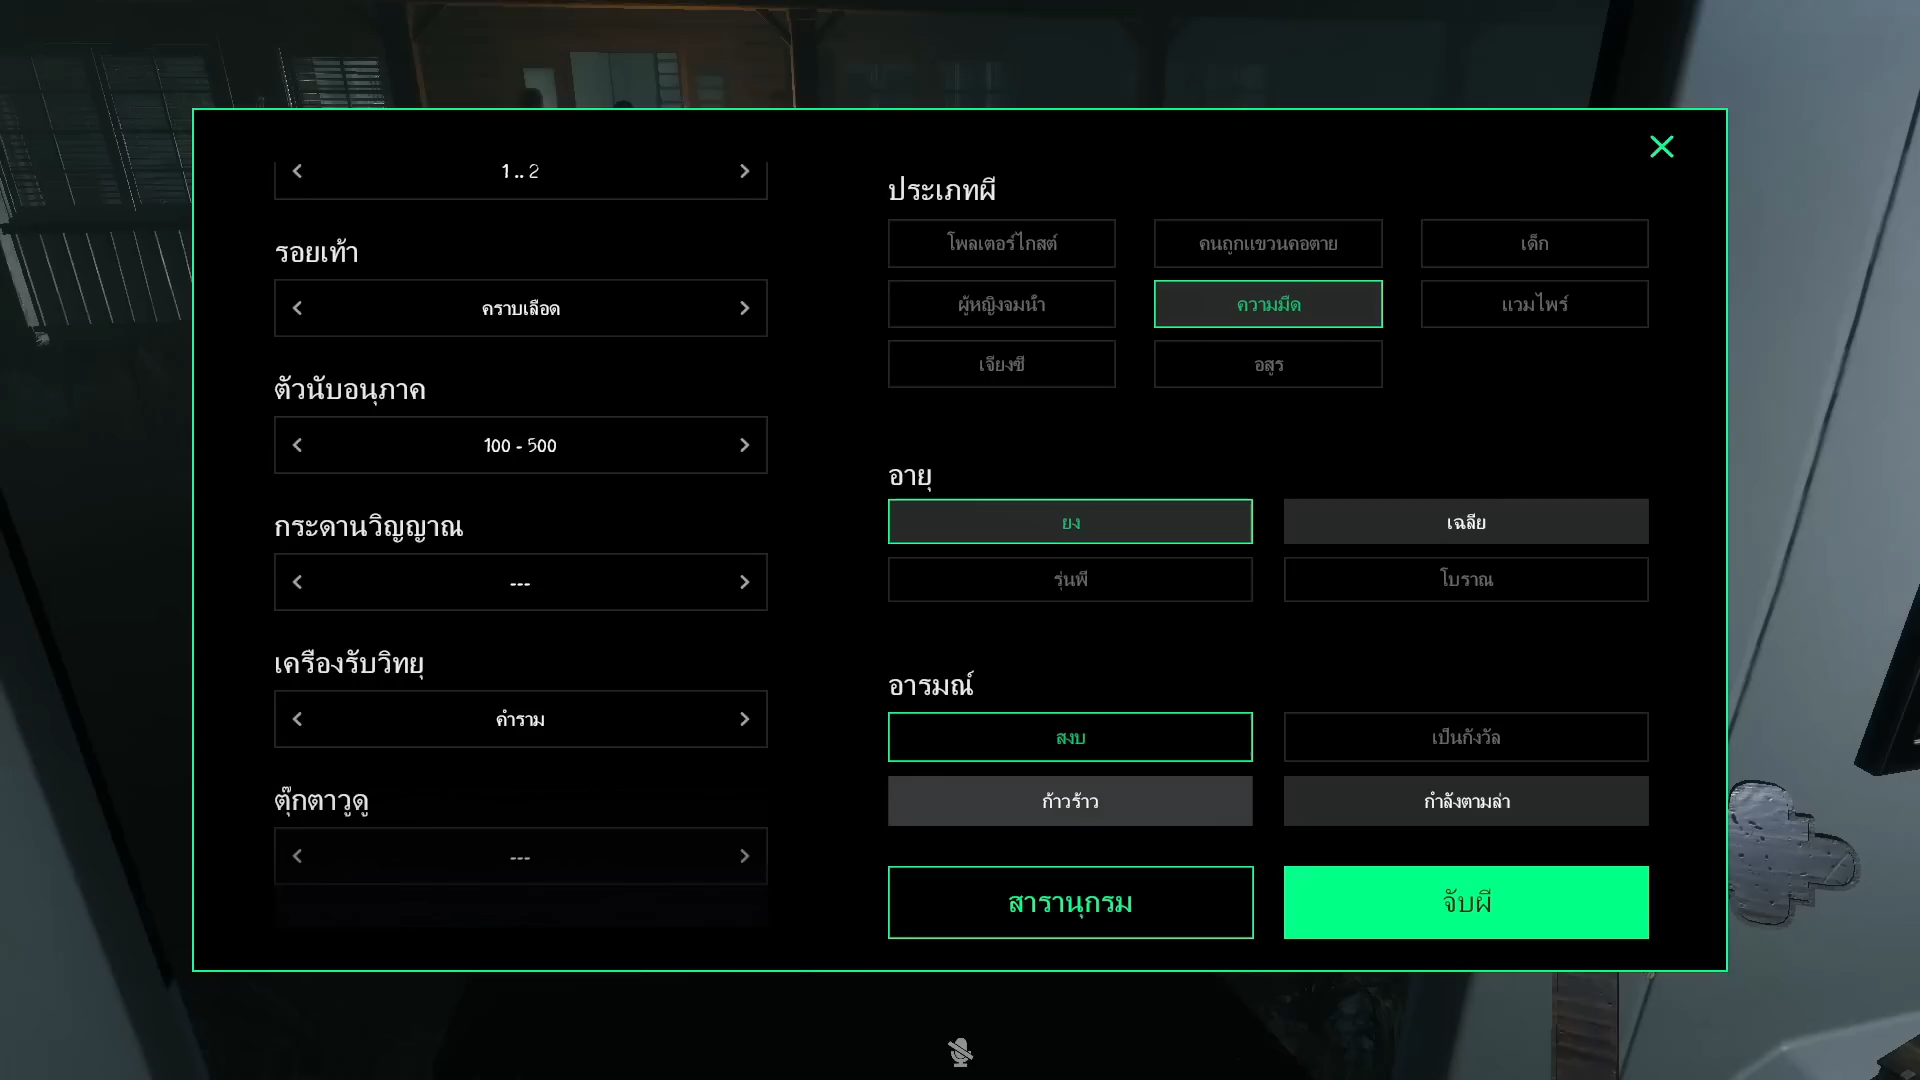 1 .. 2
รอยเท้า
คราบเลือด
ตัวนับอนุภาค
100 - 500
กระดานวิญญาณ
---
เครื่องรับวิทยุ
คำราม
ตุ๊กตาวูดู
---
ประเภทผี
โพลเตอร์ไกสต์
คนถูกแขวนคอตาย
เด็ก
ผู้หญิงจมน้ำ
ความมืด
แวมไพร์
เจียงซี
อสูร
อายุ
ยง
เฉลี่ย
รุ่นพี่
โบราณ
อารมณ์
สงบ
เป็นกังวัล
ก้าวร้าว
กำลังตามล่า
สารานุกรม
จับผี